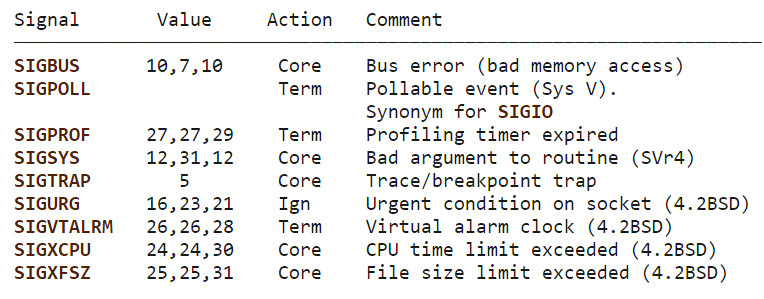 Signal Value Action Comment
SIGBUS 10,7,10 Core Bus error (bad memory access)
SIGPOLL Term Pollable event (Sys V).
Synonym for SIGIO
SIGPROF 27,27,29 Term Profiling timer expired
SIGSYS 12,31,12 Core Bad argument to routine (SVr4)
SIGTRAP 5 Core Trace/breakpoint trap
SIGURG 16,23,21 Ign Urgent condition on socket (4.2BSD)
SIGVTALRM 26,26,28 Term Virtual alarm clock (4.2BSD)
SIGXCPU 24,24,30 Core CPU time limit exceeded (4.2BSD)
SIGXFSZ 25,25,31 Core File size limit exceeded (4.2BSD)